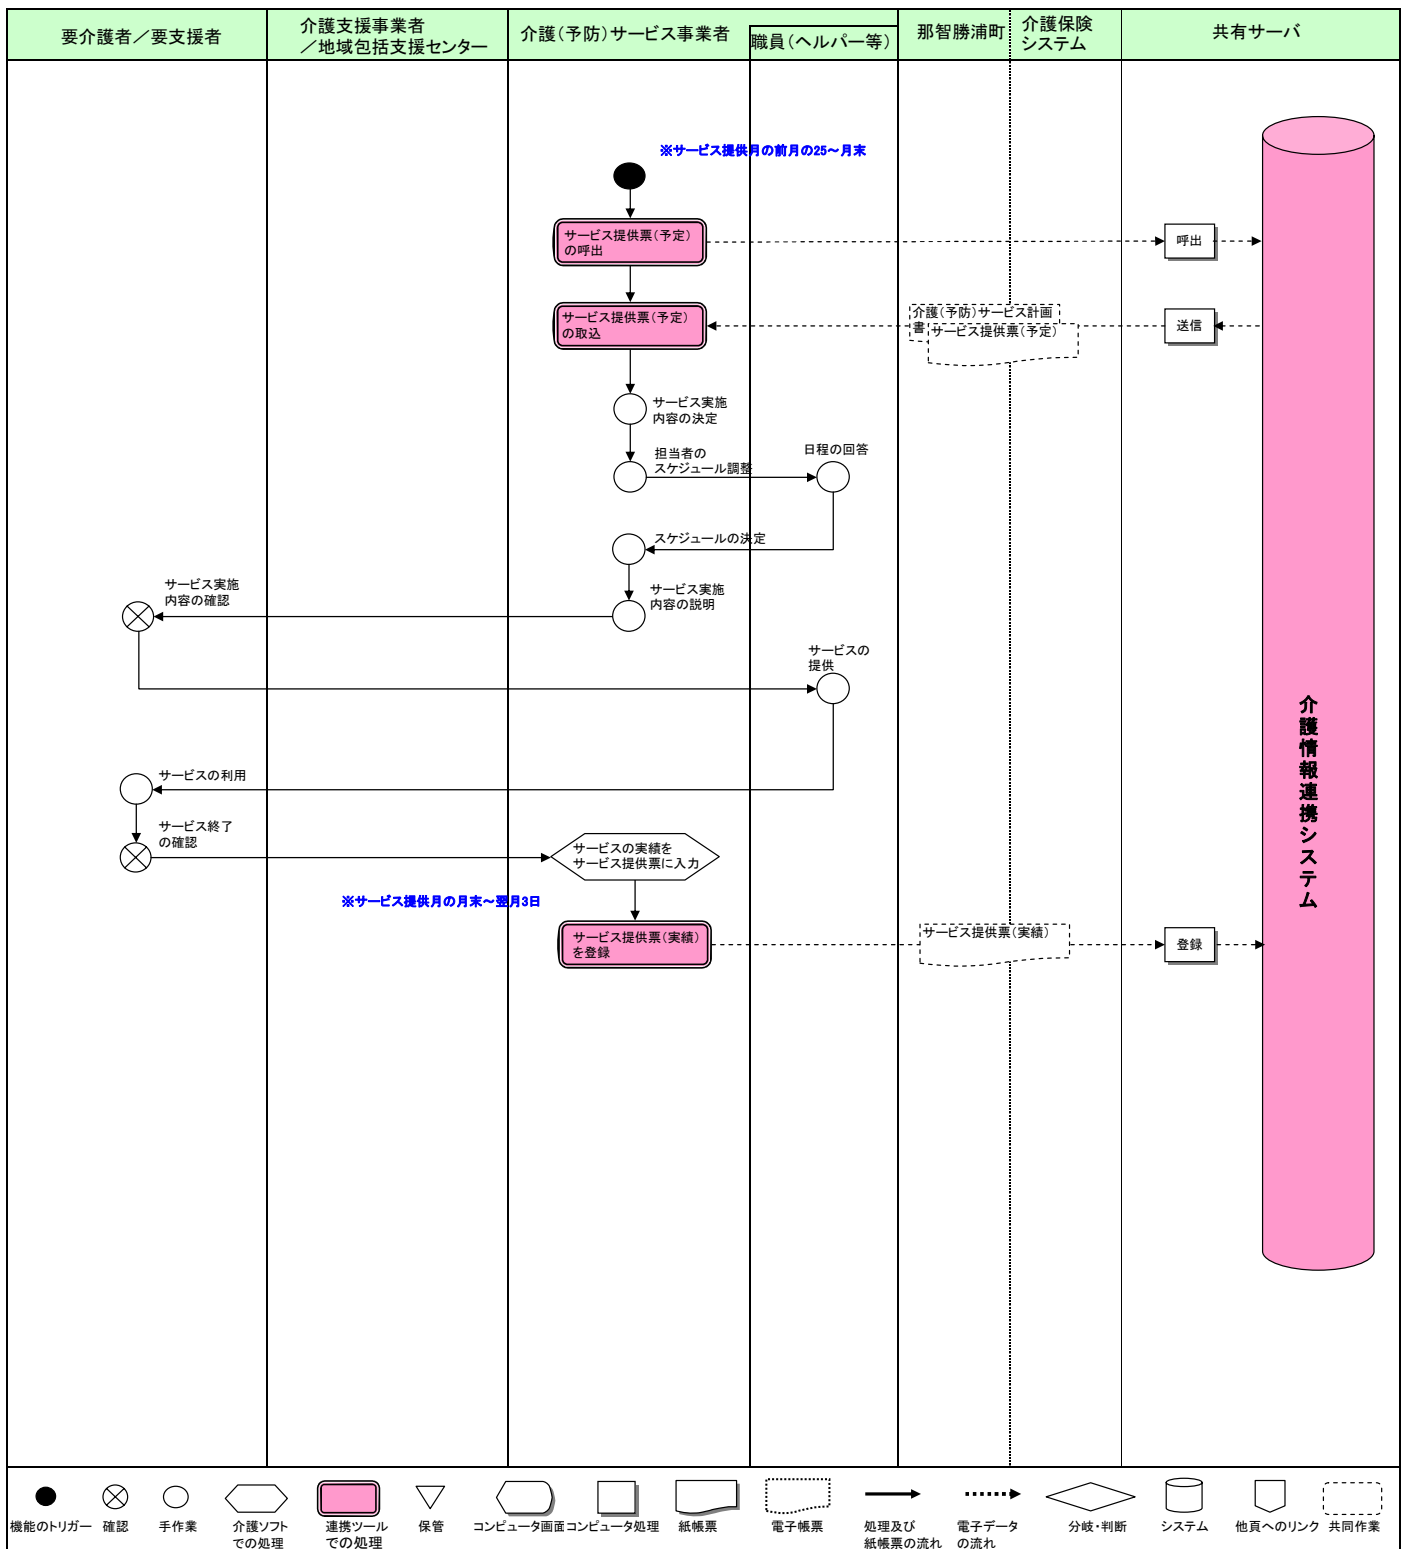 要介護者／要支援者
介護支援事業者
／地域包括支援センター
介護(予防)サービス事業者
職員(ヘルパー等)
那智勝浦町
介護保険
システム
共有サーバ
※サービス提供月の前月の25～月末
サービス提供票(予定)
の呼出
呼出
サービス提供票(予定)
の取込
介護(予防)サービス計画
書
サービス提供票(予定)
送信
サービス実施
内容の決定
担当者の
スケジュール調整
日程の回答
スケジュールの決定
サービス実施
内容の説明
サービス実施
内容の確認
サービスの
提供
サービスの利用
サービス終了
の確認
サービスの実績を
サービス提供票に入力
※サービス提供月の月末～翌月3日
サービス提供票(実績)
を登録
サービス提供票(実績)
登録
介護情報連携システム
機能のトリガー
確認
手作業
介護ソフト
での処理
連携ツール
での処理
保管
コンピュータ画面
コンピュータ処理
紙帳票
電子帳票
処理及び
紙帳票の流れ
電子データ
の流れ
分岐・判断
システム
他頁へのリンク
共同作業